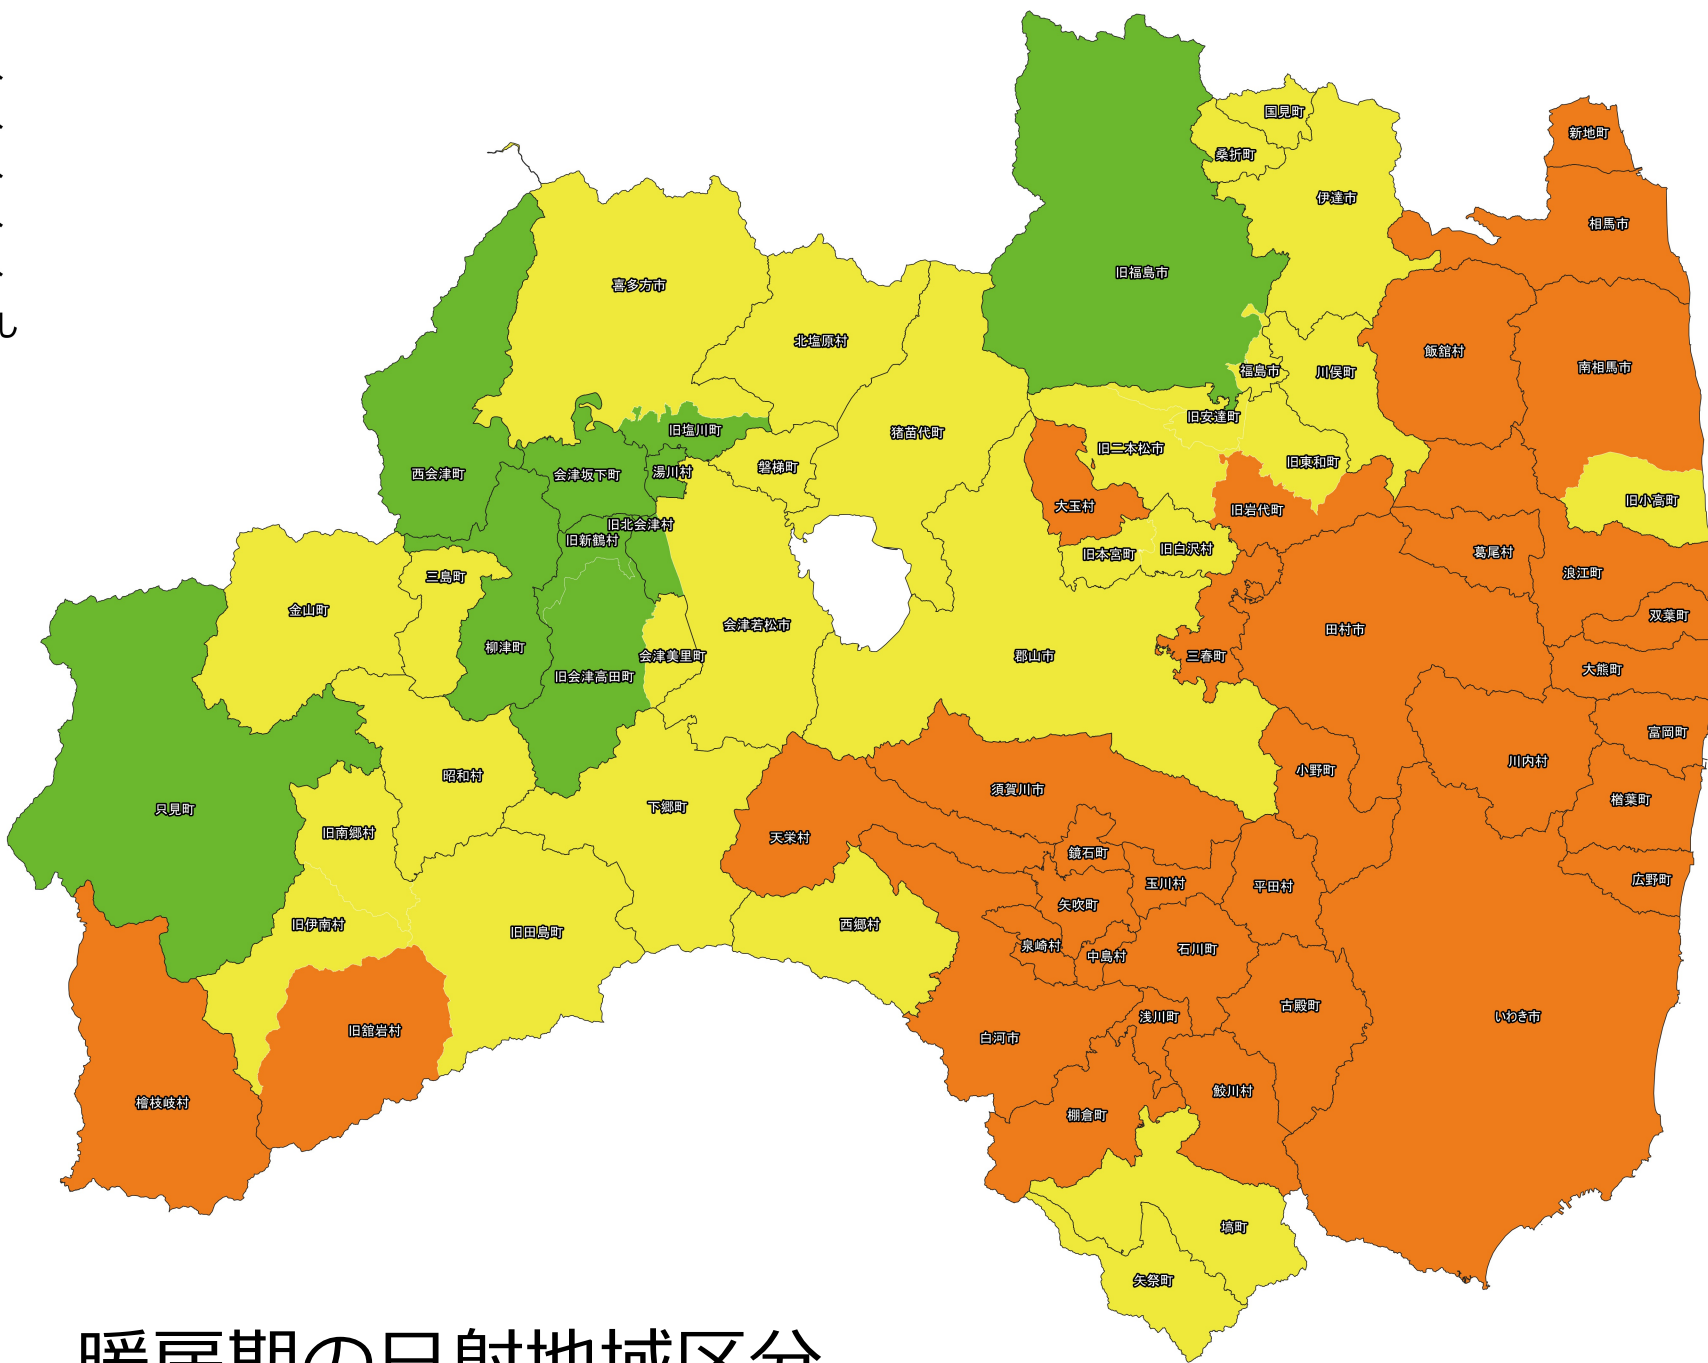 国見町
新地町
桑折町
伊達市
相馬市
旧福島市
喜多方市
北塩原村
飯舘村
南相馬市
福島市
川俣町
旧安達町
旧塩川町
猪苗代町
旧二本松市
旧東和町
磐梯町
湯川村
会津坂下町
西会津町
旧小高町
大玉村
旧岩代町
旧北会津村
旧新鶴村
旧本宮町
旧白沢村
葛尾村
浪江町
三島町
金山町
双葉町
会津若松市
田村市
柳津町
会津美里町
郡山市
三春町
大熊町
旧会津高田町
富岡町
川内村
小野町
昭和村
須賀川市
楢葉町
只見町
下郷町
旧南郷村
天栄村
鏡石町
広野町
玉川村
平田村
矢吹町
旧伊南村
旧田島町
西郷村
泉崎村
中島村
石川町
古殿町
いわき市
浅川町
旧舘岩村
白河市
鮫川村
檜枝岐村
棚倉町
塙町
矢祭町
暖房期の日射地域区分